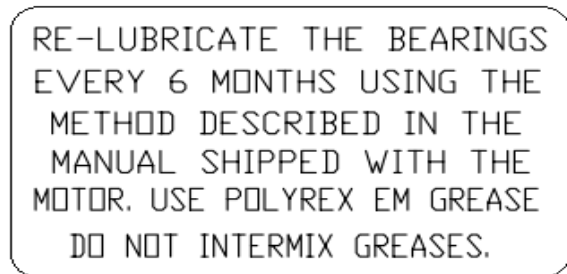 RE-LUBRICATE THE BEARINGS
EVERY 6 MONTHS USING THE
METHOD DESCRIBED IN THE
MANUAL SHIPPED WITH THE
MOTOR. USE POLYREX EM GREASE
DO NOT INTERMIX GREASES.